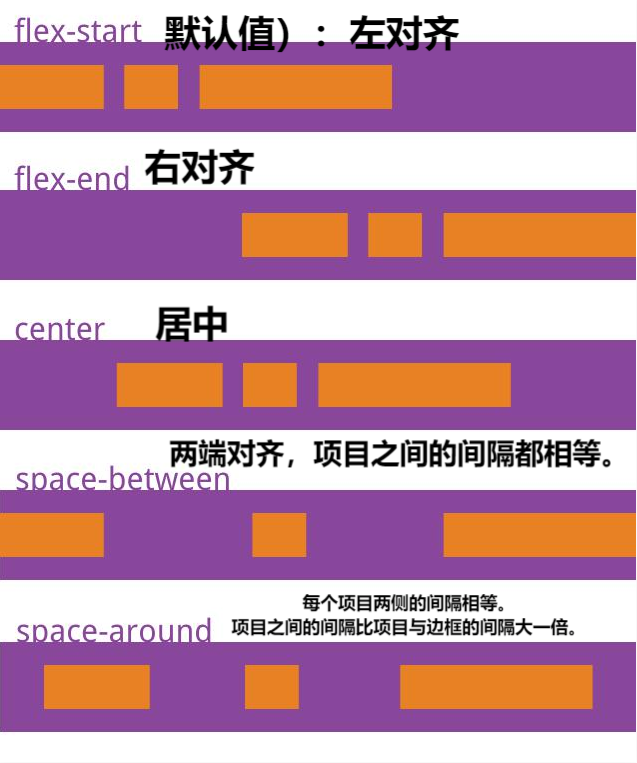 flex-start 默认值）：左对齐
flex-end 右对齐
center 居中
两端对齐，项目之间的间隔都相等。
space-between
每个项目两侧的间隔相等。
space-around 项目之间的间隔比项目与边框的间隔大一倍。